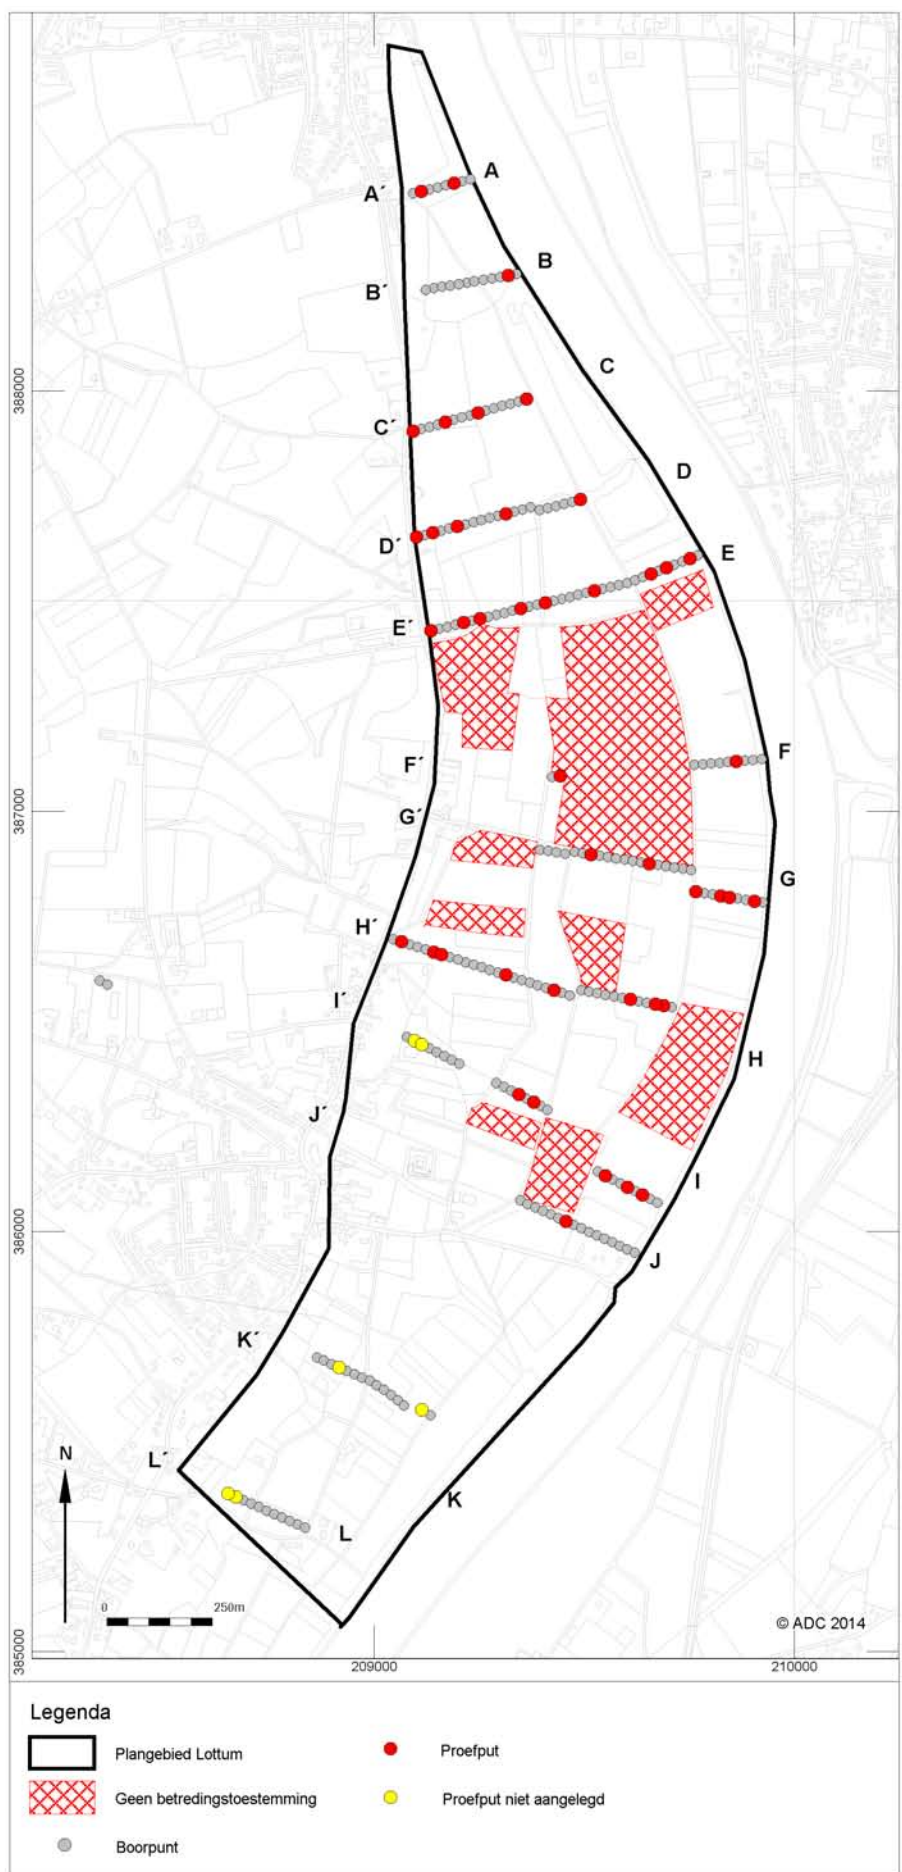 A
A´
B
B´
C
388000
C´
D
D´
E
E´
F
F´
387000
G´
G
H´
I´
H
J´
I
386000
J
K´
L´
N
K
L
0 250m
© ADC 2014
385000
209000 210000
Legenda
Plangebied Lottum
Proefput
Geen betredingstoestemming
Proefput niet aangelegd
Boorpunt